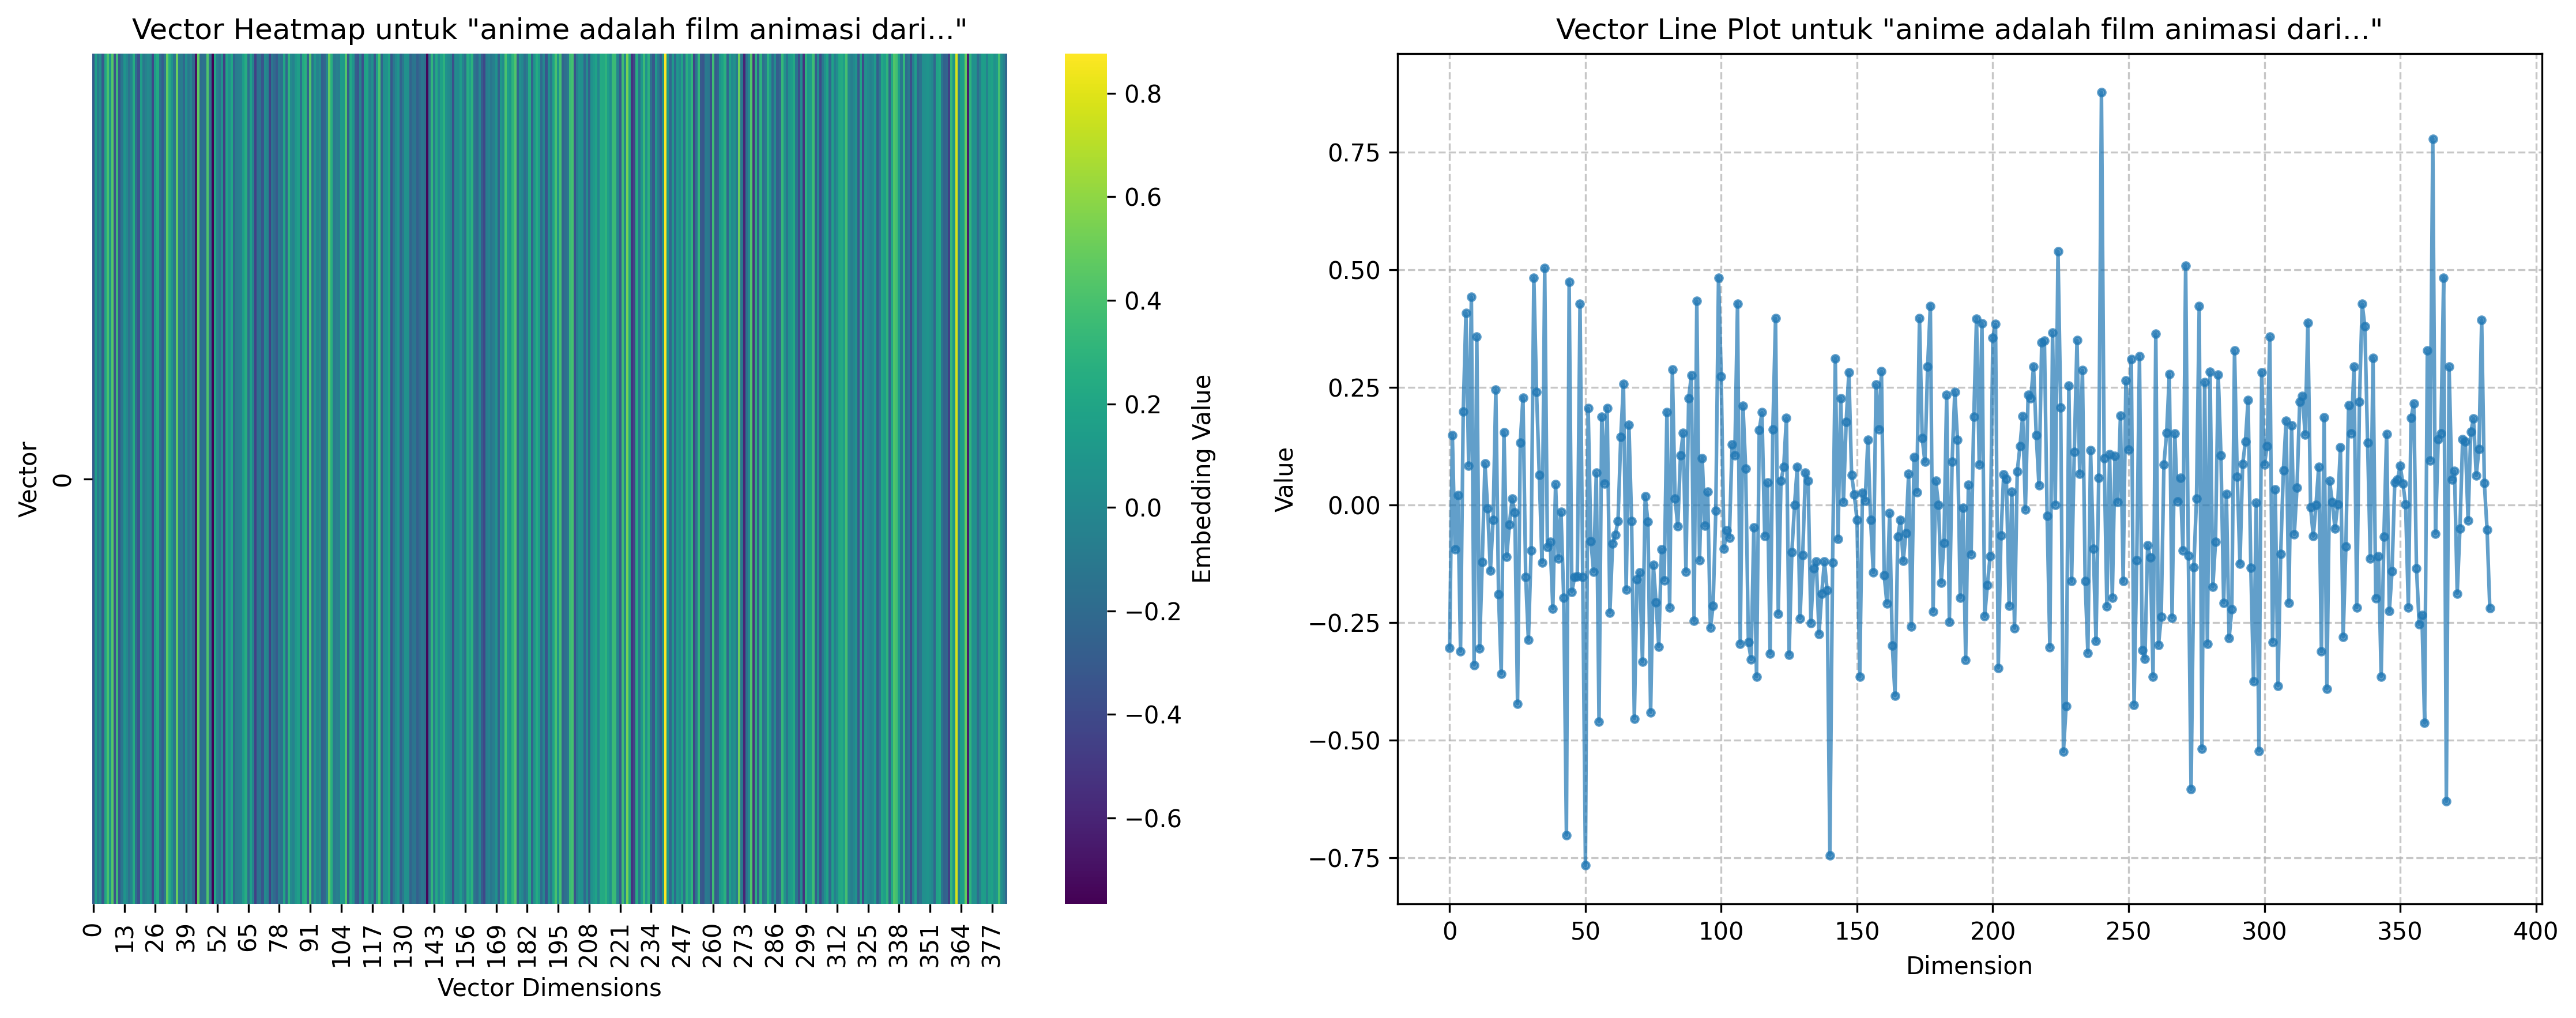 Vector Heatmap untuk "anime adalah film animasi dari..."
Vector
0
0 13 26 39 52 65 78 91 104 117 130 143 156 169 182 195 208 221 234 247 260 273 286 299 312 325 338 351 364 377
Vector Dimensions
0.8
0.6
0.4
0.2
0.0
−0.2
−0.4
−0.6
Embedding Value
Vector Line Plot untuk "anime adalah film animasi dari..."
Value
0.75
0.50
0.25
0.00
−0.25
−0.50
−0.75
0 50 100 150 200 250 300 350 400
Dimension